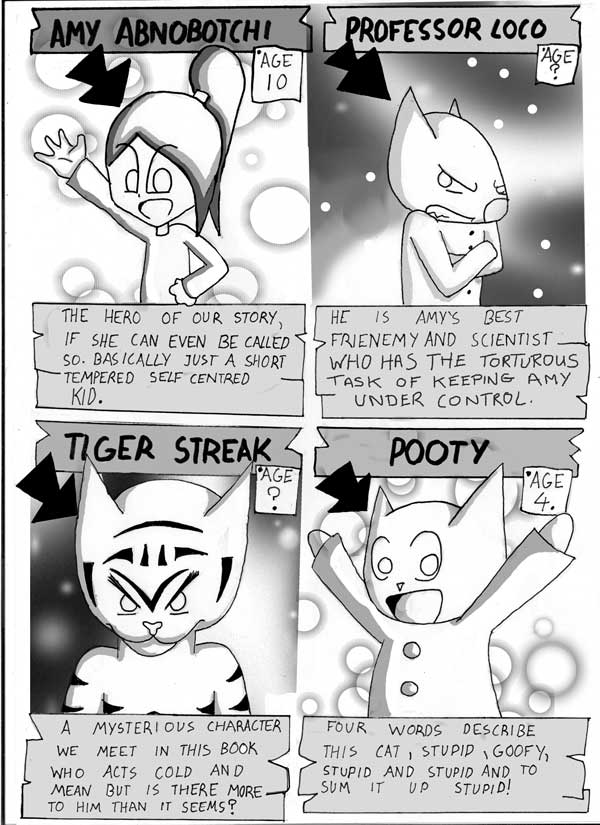 AMY ABNOBOTCHI
AGE
10
THE HERO OF OUR STORY,
IF SHE CAN EVEN BE CALLED
SO. BASICALLY JUST A SHORT
TEMPERED SELF CENTRED
KID.
PROFESSOR LOCO
AGE
?
HE IS AMY'S BEST
FRIENEMY AND SCIENTIST
WHO HAS THE TORTUROUS
TASK OF KEEPING AMY
UNDER CONTROL.
TIGER STREAK
AGE
?
A MYSTERIOUS CHARACTER
WE MEET IN THIS BOOK
WHO ACTS COLD AND
MEAN BUT IS THERE MORE
TO HIM THAN IT SEEMS?
POOTY
AGE
4.
FOUR WORDS DESCRIBE
THIS CAT, STUPID, GOOFY,
STUPID AND STUPID AND TO
SUM IT UP STUPID!